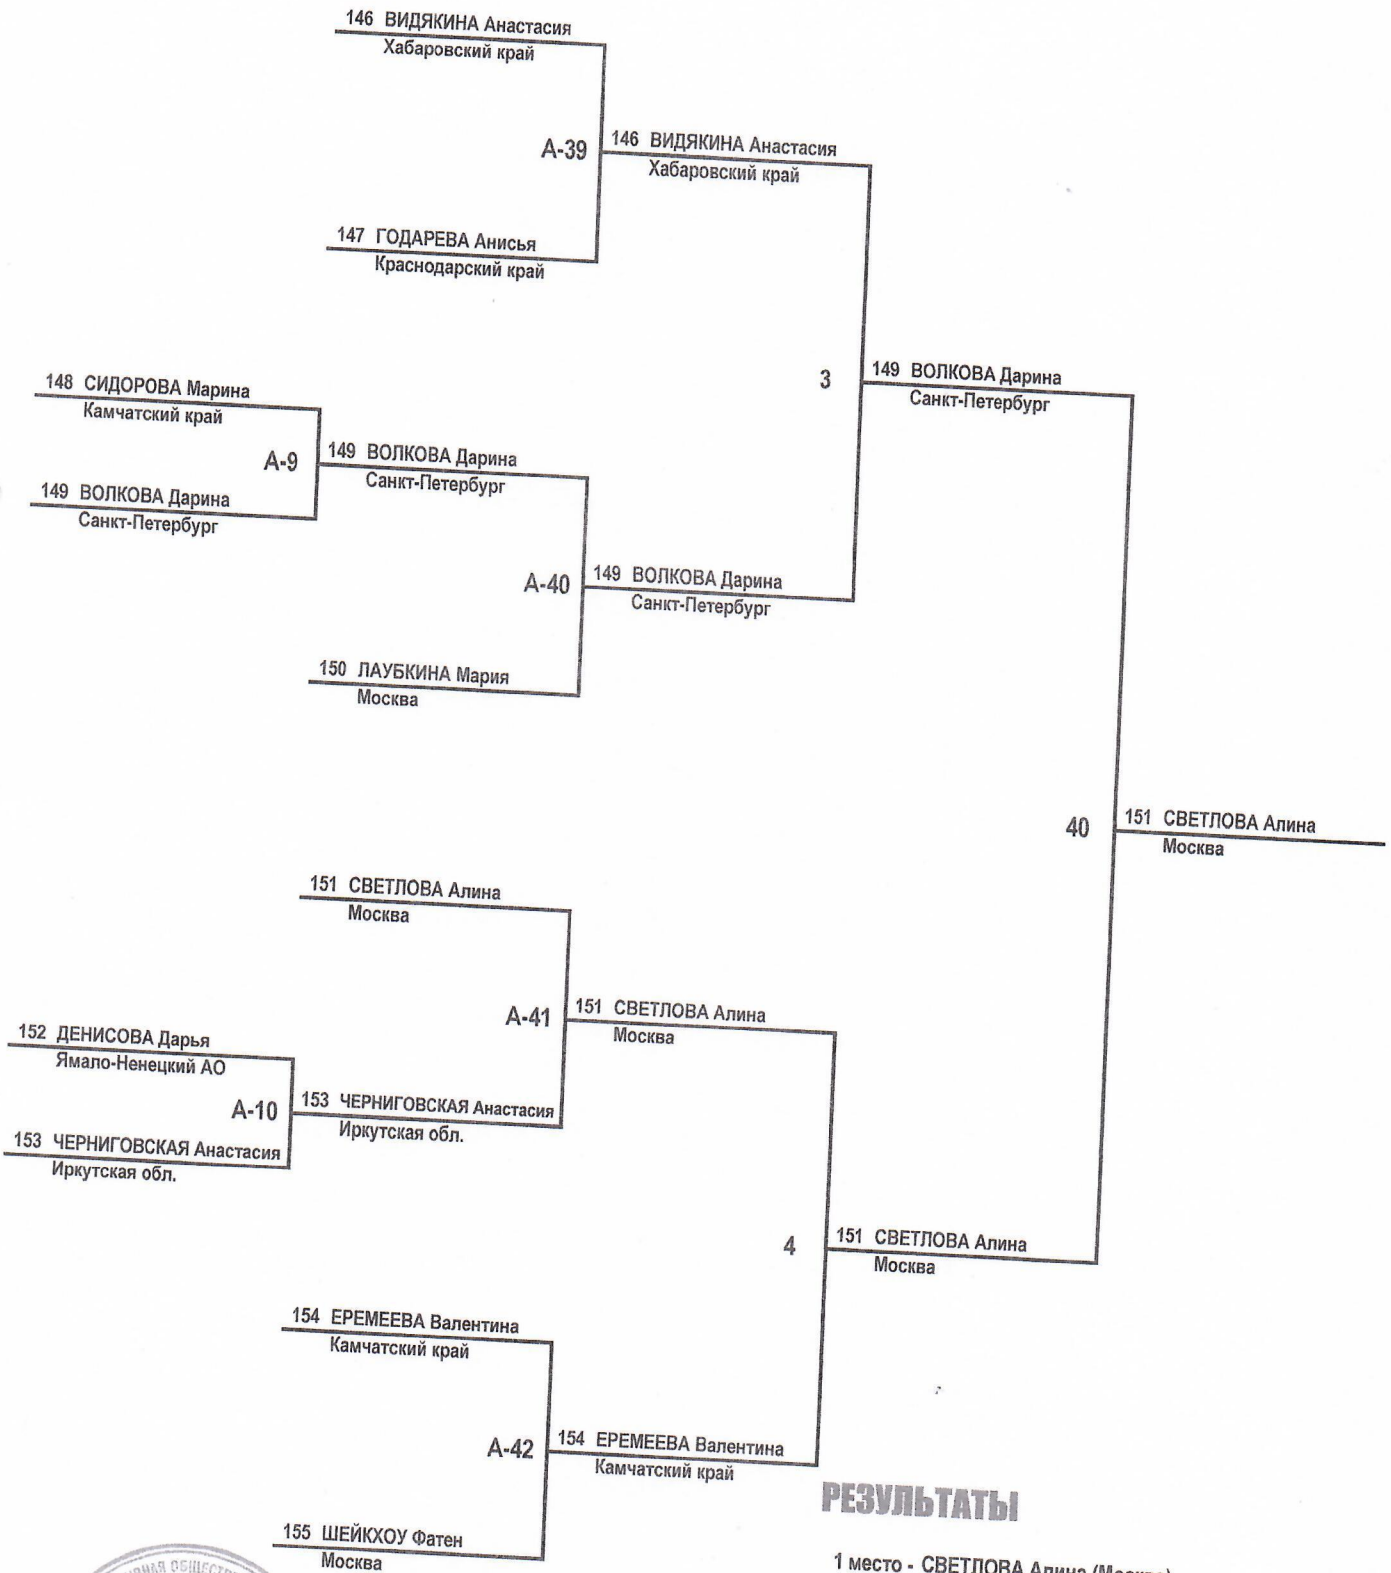 146 ВИДЯКИНА Анастасия
Хабаровский край
А-39
146 ВИДЯКИНА Анастасия
Хабаровский край
147 ГОДАРЕВА Анисья
Краснодарский край
3
149 ВОЛКОВА Дарина
Санкт-Петербург
148 СИДОРОВА Марина
Камчатский край
А-9
149 ВОЛКОВА Дарина
Санкт-Петербург
149 ВОЛКОВА Дарина
Санкт-Петербург
А-40
149 ВОЛКОВА Дарина
Санкт-Петербург
150 ЛАУБКИНА Мария
Москва
40
151 СВЕТЛОВА Алина
Москва
151 СВЕТЛОВА Алина
Москва
А-41
151 СВЕТЛОВА Алина
Москва
152 ДЕНИСОВА Дарья
Ямало-Ненецкий АО
А-10
153 ЧЕРНИГОВСКАЯ Анастасия
Иркутская обл.
153 ЧЕРНИГОВСКАЯ Анастасия
Иркутская обл.
4
151 СВЕТЛОВА Алина
Москва
154 ЕРЕМЕЕВА Валентина
Камчатский край
А-42
154 ЕРЕМЕЕВА Валентина
Камчатский край
155 ШЕЙКХОУ Фатен
Москва
РЕЗУЛЬТАТЫ
1 место - СВЕТЛОВА Алина (Москва)